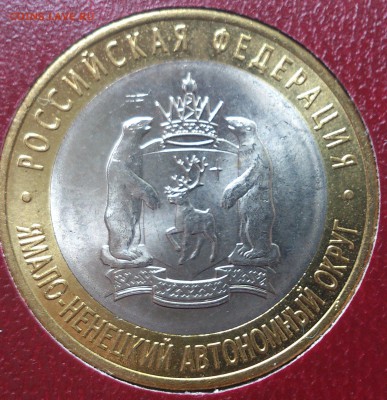 • РОССИЙСКАЯ ФЕДЕРАЦИЯ •
ЯМАЛО-НЕНЕЦКИЙ АВТОНОМНЫЙ ОКРУГ